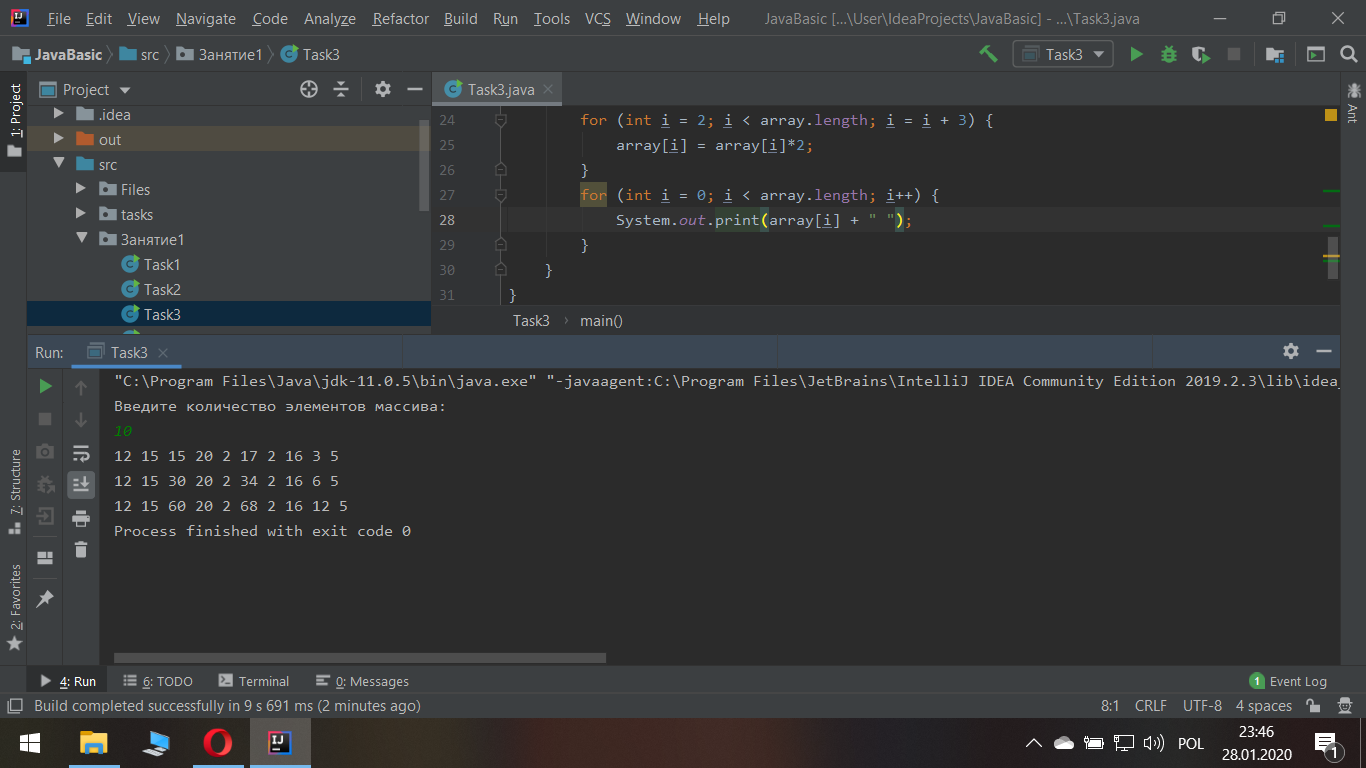 File Edit View Navigate Code Analyze Refactor Build Run Tools VCS Window Help JavaBasic [...\User\IdeaProjects\JavaBasic] - ...\Task3.java
JavaBasic src Занятие1 Task3 Task3
1: Project
Project
Task3.java
Ant
.idea
out
src
Files
tasks
Занятие1
Task1
Task2
Task3
24 for (int i = 2; i < array.length; i = i + 3) {
25 array[i] = array[i]*2;
26 }
27 for (int i = 0; i < array.length; i++) {
28 System.out.print(array[i] + " ");
29 }
30 }
31 }
Task3 › main()
Run: Task3
"C:\Program Files\Java\jdk-11.0.5\bin\java.exe" "-javaagent:C:\Program Files\JetBrains\IntelliJ IDEA Community Edition 2019.2.3\lib\idea_
Введите количество элементов массива:
10
12 15 15 20 2 17 2 16 3 5
12 15 30 20 2 34 2 16 6 5
12 15 60 20 2 68 2 16 12 5
Process finished with exit code 0
7: Structure
2: Favorites
4: Run 6: TODO Terminal 0: Messages 1 Event Log
Build completed successfully in 9 s 691 ms (2 minutes ago) 8:1 CRLF UTF-8 4 spaces
POL 23:46
28.01.2020
1